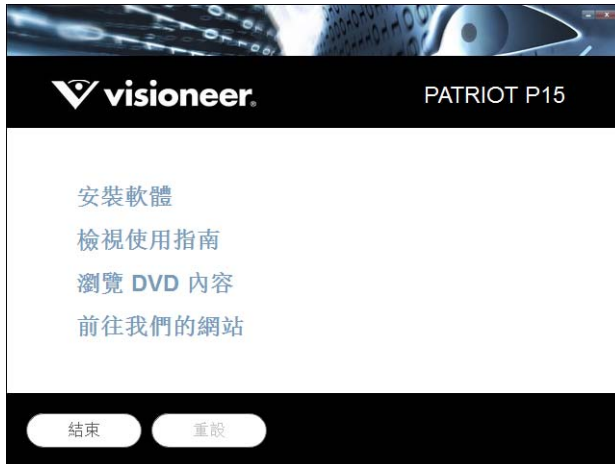 visioneer®
PATRIOT P15
安裝軟體
檢視使用指南
瀏覽 DVD 內容
前往我們的網站
結束
重設